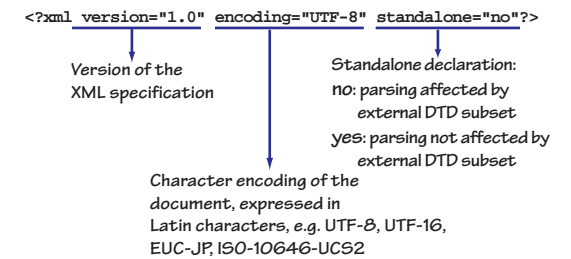 <?xml version="1.0" encoding="UTF-8" standalone="no"?>
Version of the
XML specification
Standalone declaration:
no: parsing affected by
external DTD subset
yes: parsing not affected by
external DTD subset
Character encoding of the
document, expressed in
Latin characters, e.g. UTF-8, UTF-16,
EUC-JP, ISO-10646-UCS2